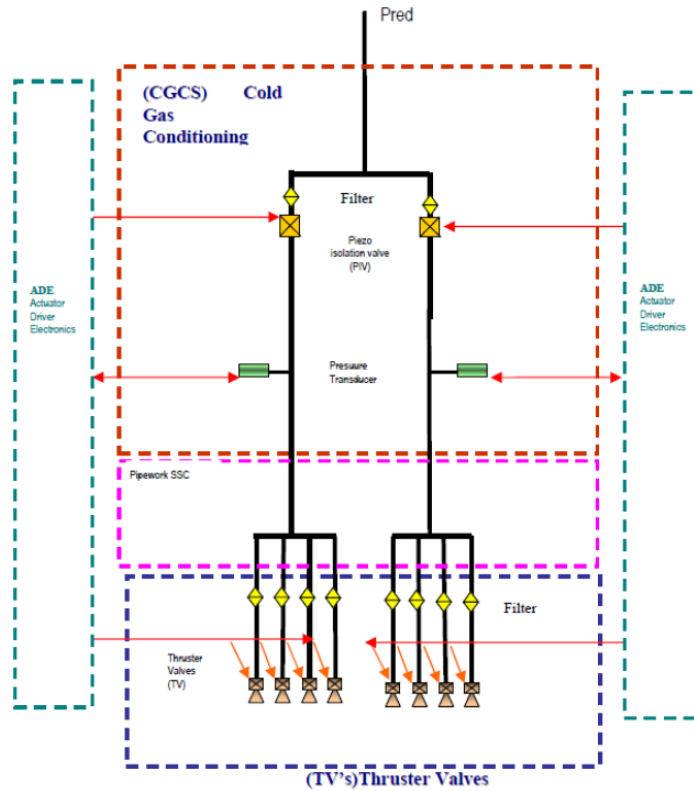 Pred
(CGCS) Cold
Gas
Conditioning
Filter
Piezo
isolation valve
(PIV)
ADE
Actuator
Driver
Electronics
ADE
Actuator
Driver
Electronics
Presuure
Transducer
Pipework SSC
Filter
Thruster
Valves
(TV)
(TV's)Thruster Valves